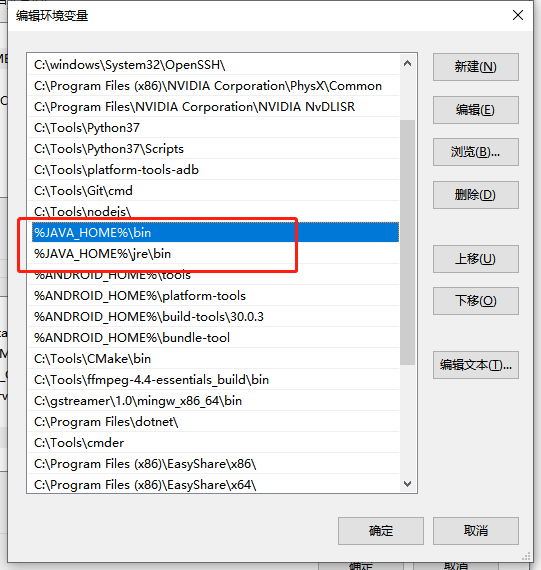 编辑环境变量
C:\windows\System32\OpenSSH\
C:\Program Files (x86)\NVIDIA Corporation\PhysX\Common
C:\Program Files\NVIDIA Corporation\NVIDIA NvDLISR
C:\Tools\Python37
C:\Tools\Python37\Scripts
C:\Tools\platform-tools-adb
C:\Tools\Git\cmd
C:\Tools\nodejs\
%JAVA_HOME%\bin
%JAVA_HOME%\jre\bin
%ANDROID_HOME%\tools
%ANDROID_HOME%\platform-tools
%ANDROID_HOME%\build-tools\30.0.3
%ANDROID_HOME%\bundle-tool
C:\Tools\CMake\bin
C:\Tools\ffmpeg-4.4-essentials_build\bin
C:\gstreamer\1.0\mingw_x86_64\bin
C:\Program Files\dotnet\
C:\Tools\cmder
C:\Program Files (x86)\EasyShare\x86\
C:\Program Files (x86)\EasyShare\x64\
新建(N)
编辑(E)
浏览(B)...
删除(D)
上移(U)
下移(O)
编辑文本(T)...
确定
取消